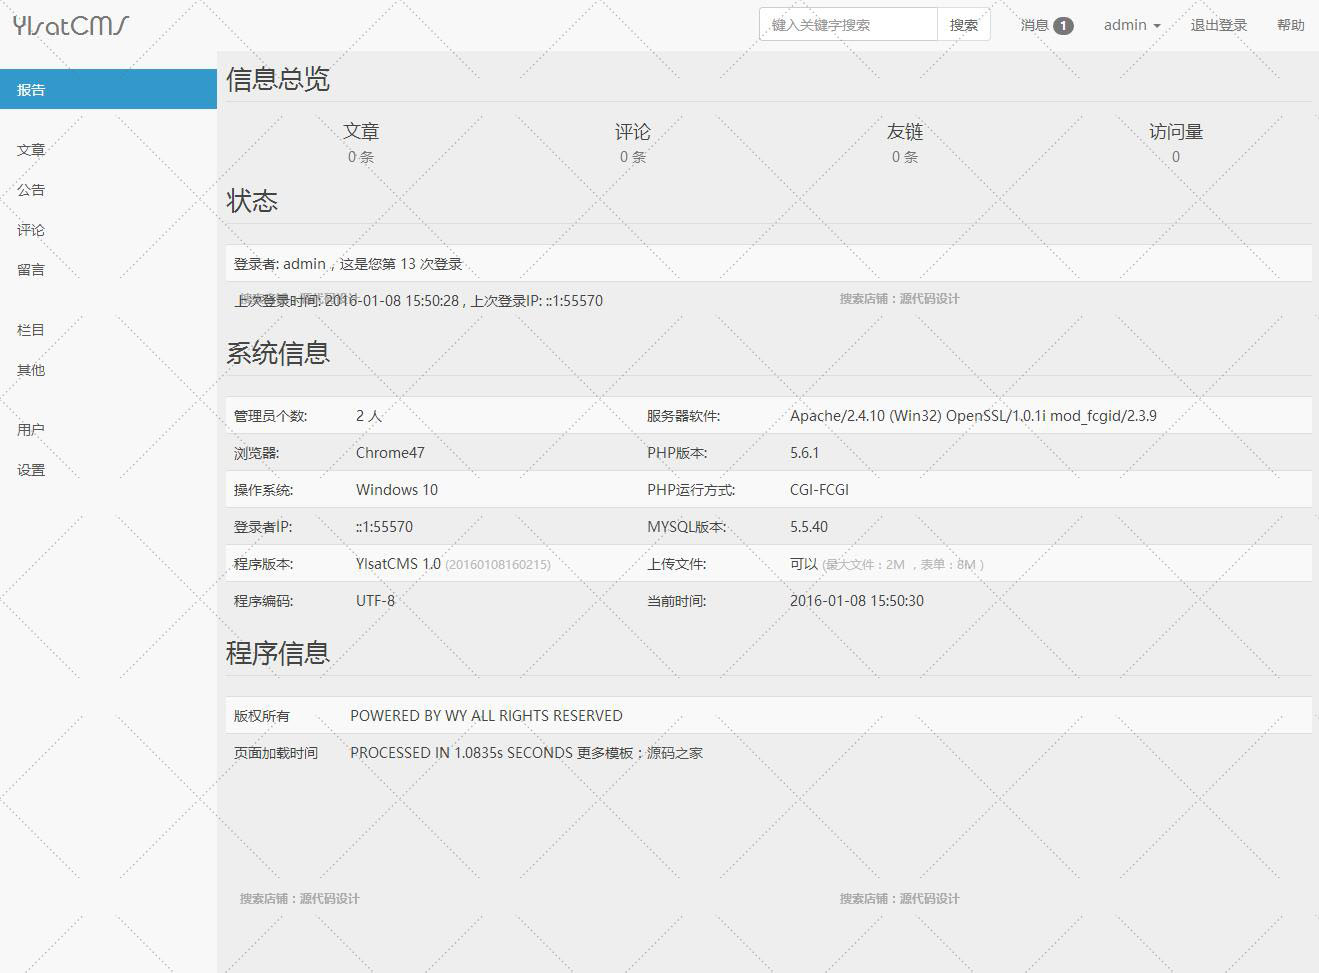 YlsatCMS
键入关键字搜索 搜索 消息 1 admin 退出登录 帮助
报告
文章
公告
评论
留言
栏目
其他
用户
设置
信息总览
文章 评论 友链 访问量
0 条 0 条 0 条 0
状态
登录者: admin，这是您第 13 次登录
上次登录时间: 2016-01-08 15:50:28 , 上次登录IP: ::1:55570
搜索店铺：源代码设计 搜索店铺：源代码设计
系统信息
管理员个数: 2 人 服务器软件: Apache/2.4.10 (Win32) OpenSSL/1.0.1i mod_fcgid/2.3.9
浏览器: Chrome47 PHP版本: 5.6.1
操作系统: Windows 10 PHP运行方式: CGI-FCGI
登录者IP: ::1:55570 MYSQL版本: 5.5.40
程序版本: YlsatCMS 1.0 (20160108160215) 上传文件: 可以 (最大文件：2M ，表单：8M )
程序编码: UTF-8 当前时间: 2016-01-08 15:50:30
程序信息
版权所有 POWERED BY WY ALL RIGHTS RESERVED
页面加载时间 PROCESSED IN 1.0835s SECONDS 更多模板：源码之家
搜索店铺：源代码设计 搜索店铺：源代码设计